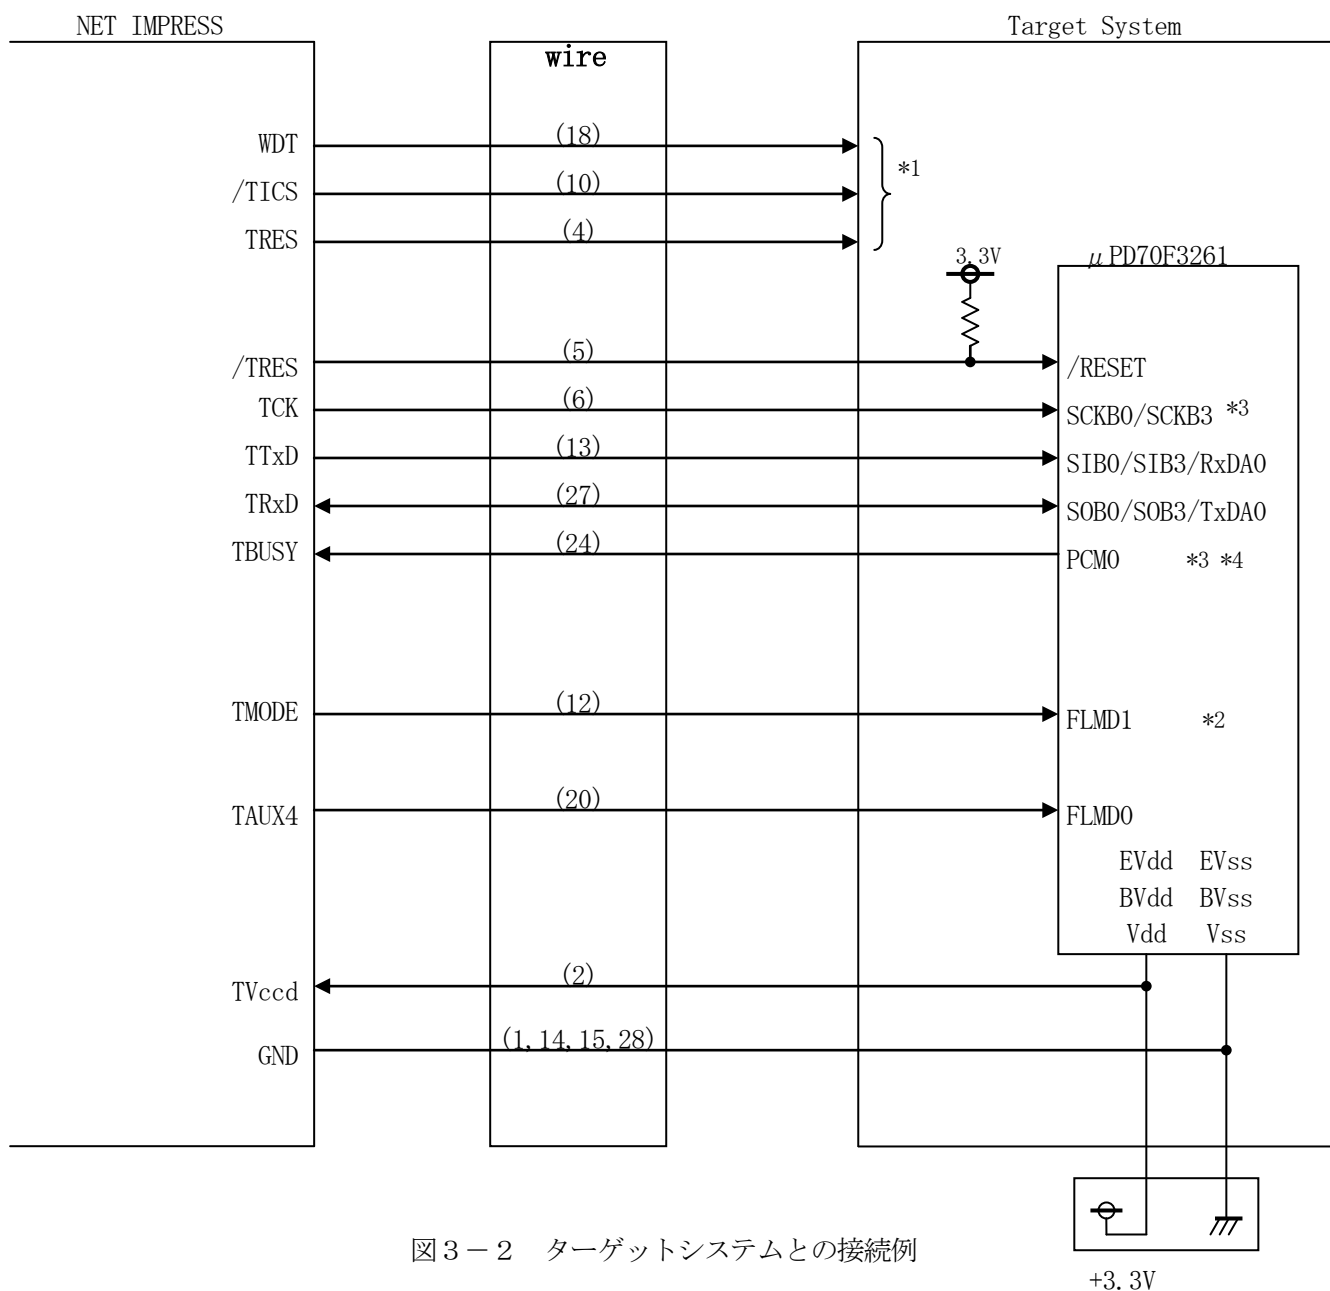 NET IMPRESS
Target System
wire
WDT (18)
*1
/TICS (10)
TRES (4)
3.3V
μPD70F3261
/TRES (5) /RESET
TCK (6) SCKB0/SCKB3 *3
TTxD (13) SIB0/SIB3/RxDA0
TRxD (27) SOB0/SOB3/TxDA0
TBUSY (24) PCM0 *3 *4
TMODE (12) FLMD1 *2
TAUX4 (20) FLMD0
EVdd EVss
BVdd BVss
Vdd Vss
TVccd (2)
GND (1,14,15,28)
図3-2 ターゲットシステムとの接続例
+3.3V